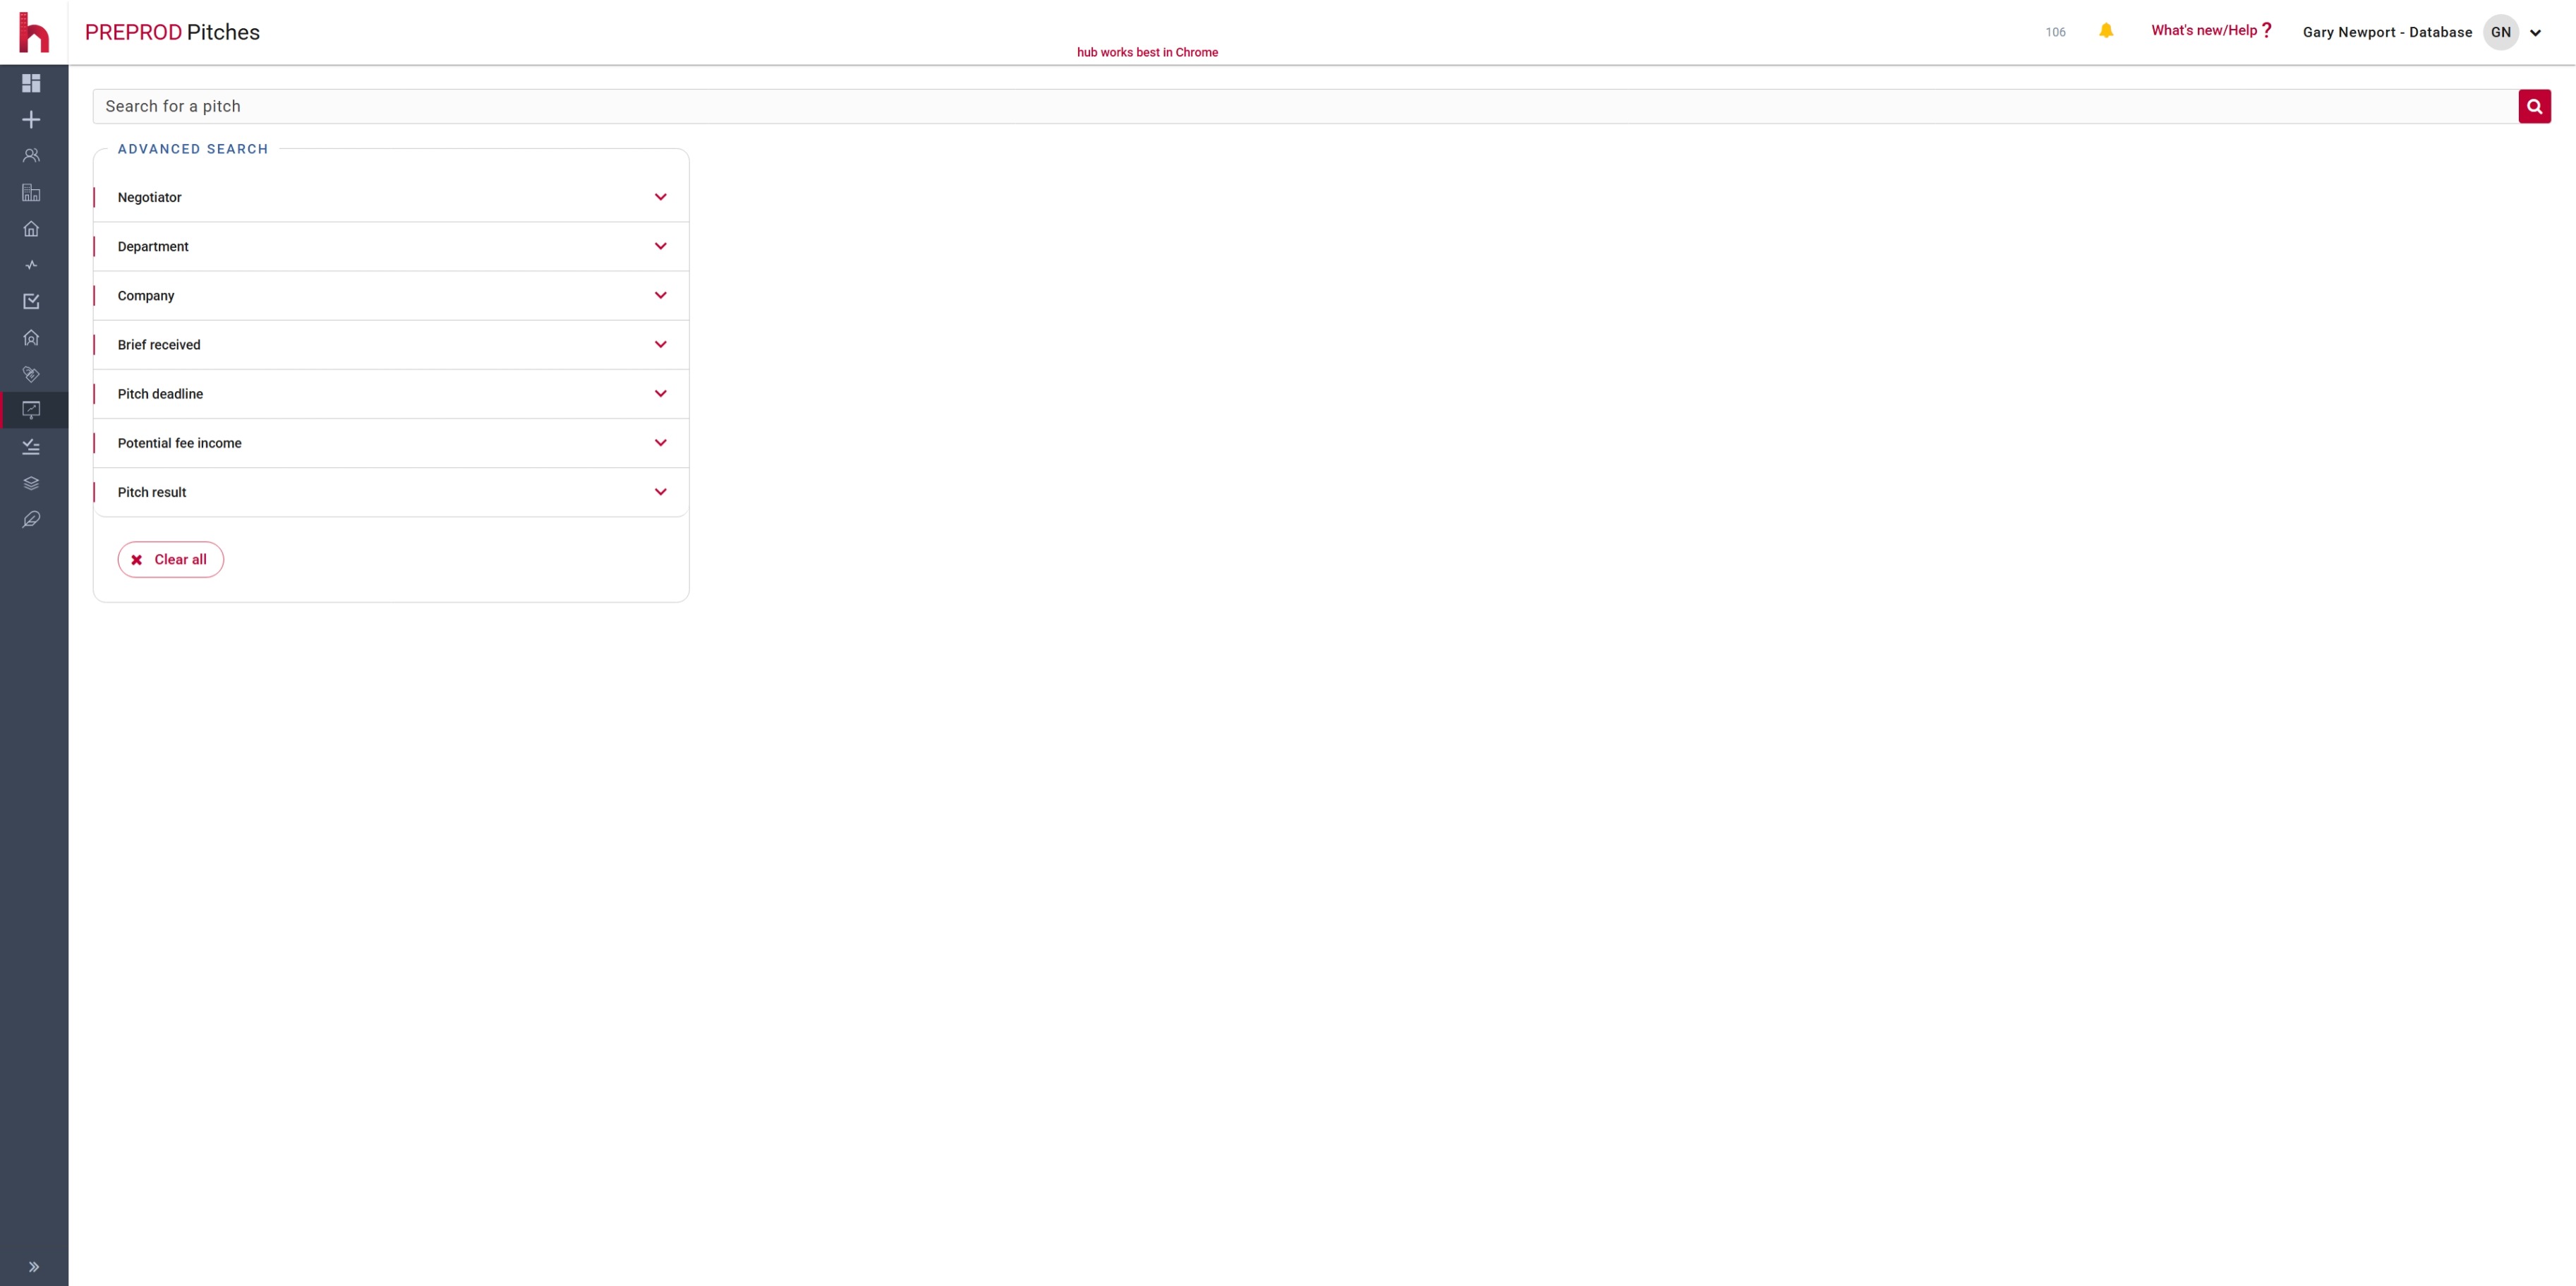 PREPROD Pitches
hub works best in Chrome
106
What's new/Help ?
Gary Newport - Database
GN
Search for a pitch
ADVANCED SEARCH
Negotiator
Department
Company
Brief received
Pitch deadline
Potential fee income
Pitch result
Clear all